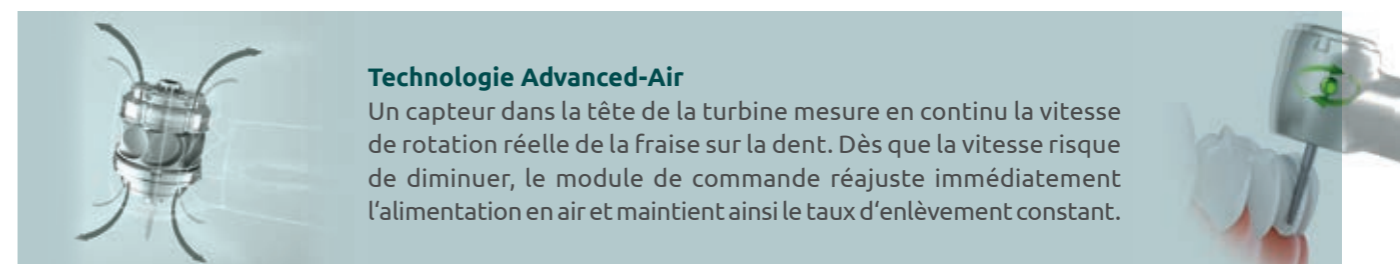 Technologie Advanced-Air
Un capteur dans la tête de la turbine mesure en continu la vitesse
de rotation réelle de la fraise sur la dent. Dès que la vitesse risque
de diminuer, le module de commande réajuste immédiatement
l‘alimentation en air et maintient ainsi le taux d‘enlèvement constant.